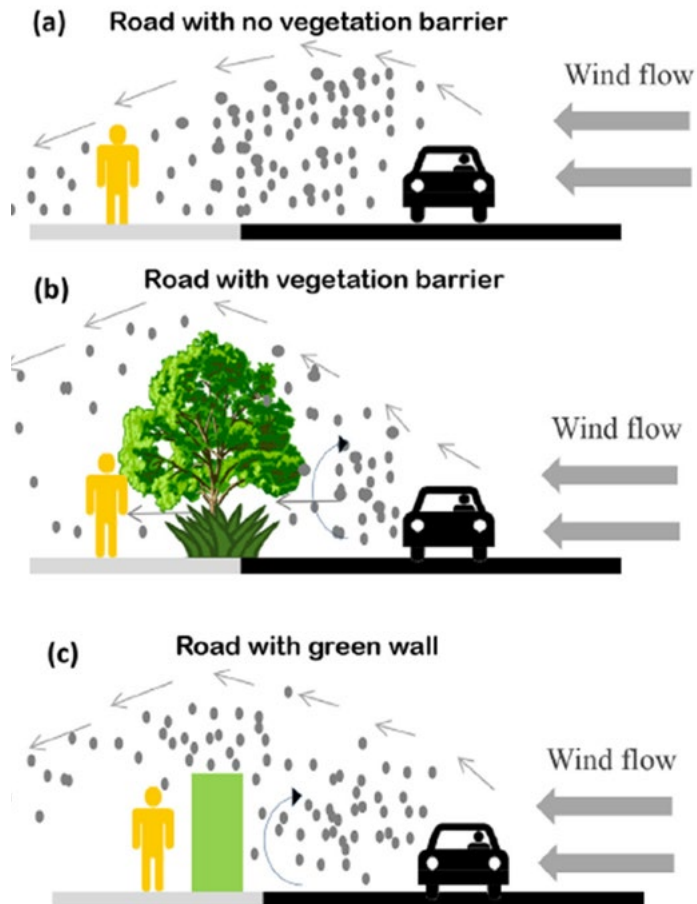 (a) Road with no vegetation barrier
Wind flow
(b) Road with vegetation barrier
Wind flow
(c) Road with green wall
Wind flow